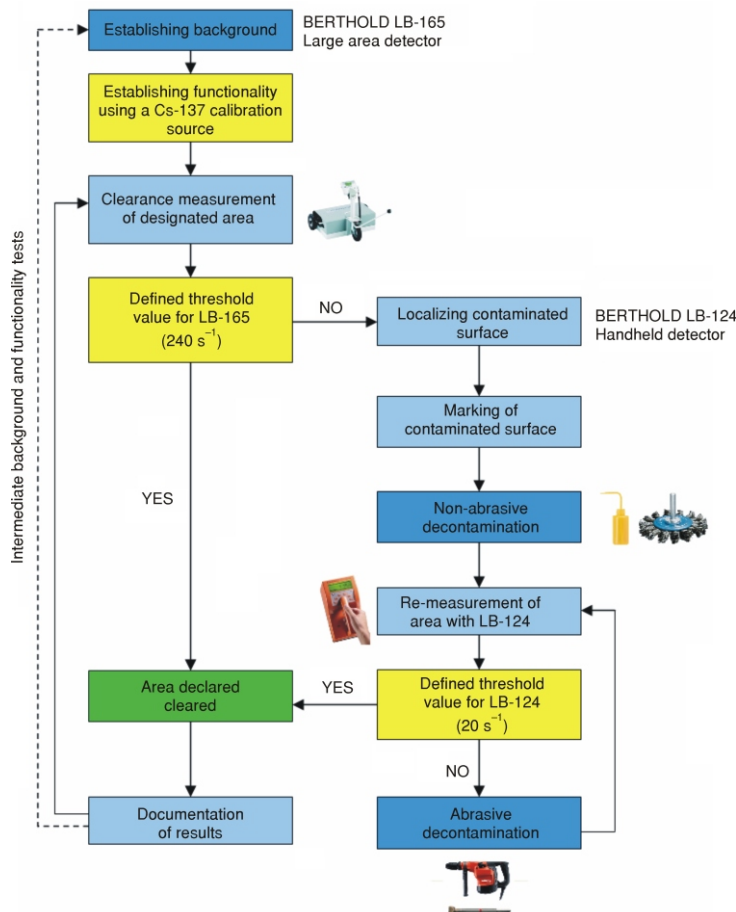 Establishing background
BERTHOLD LB-165
Large area detector
Establishing functionality
using a Cs-137 calibration
source
Clearance measurement
of designated area
Defined threshold
value for LB-165
(240 s⁻¹)
NO
Localizing contaminated
surface
BERTHOLD LB-124
Handheld detector
Marking of
contaminated surface
Intermediate background and functionality tests
YES
Non-abrasive
decontamination
Re-measurement of
area with LB-124
Area declared
cleared
YES
Defined threshold
value for LB-124
(20 s⁻¹)
NO
Documentation
of results
Abrasive
decontamination